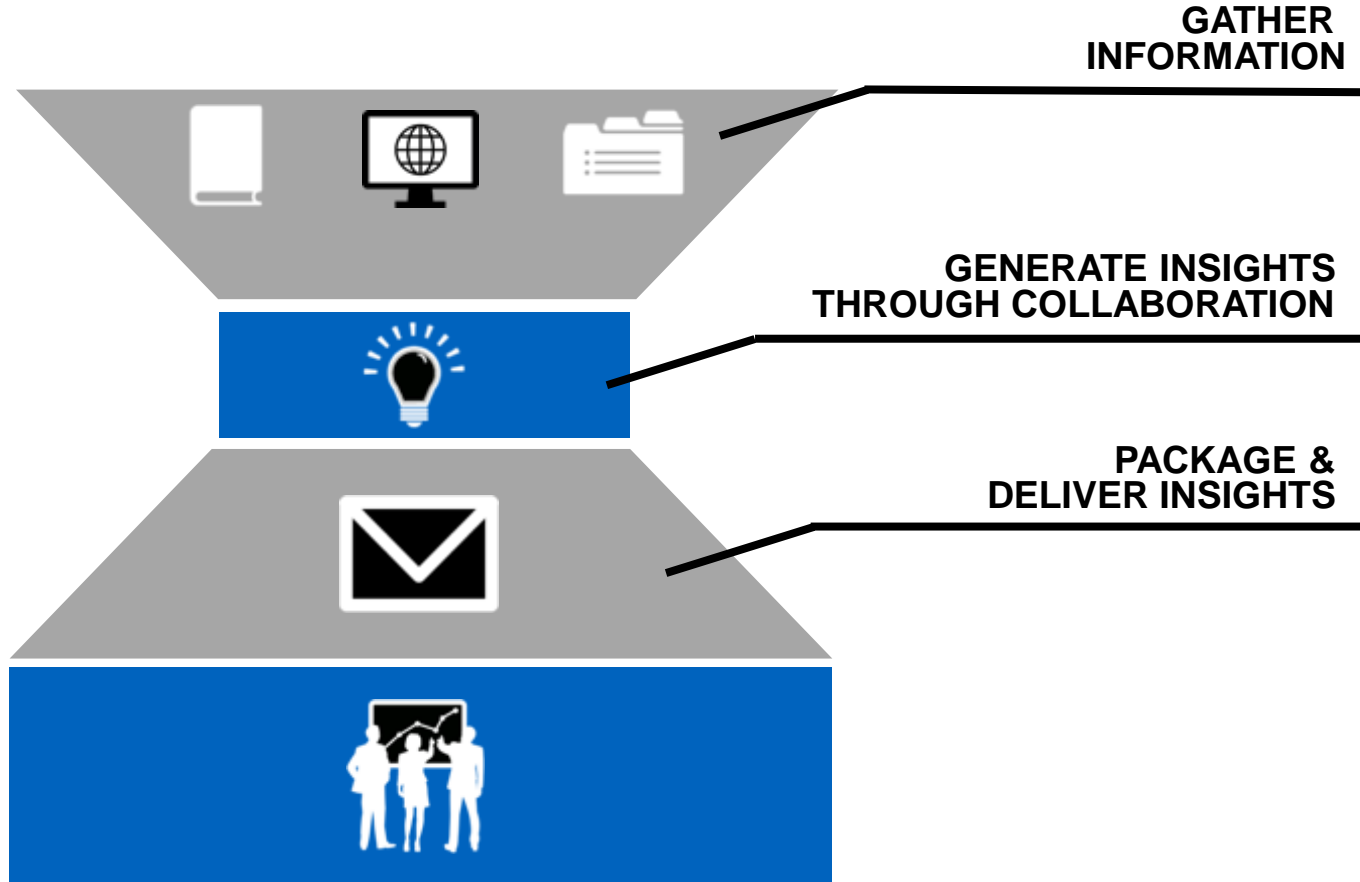 GATHER
INFORMATION
GENERATE INSIGHTS
THROUGH COLLABORATION
PACKAGE &
DELIVER INSIGHTS